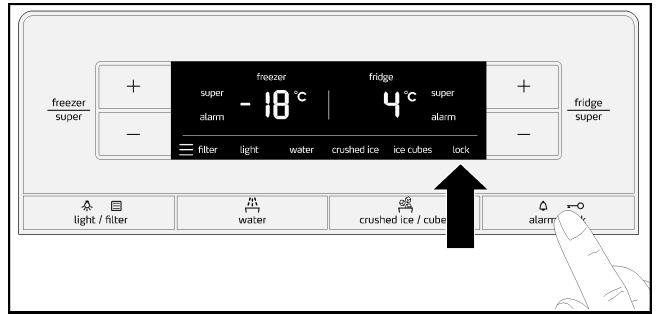 freezer
super
+
−
freezer
super
alarm
-18°C
fridge
4°C
super
alarm
filter light water crushed ice ice cubes lock
+
−
fridge
super
light / filter
water
crushed ice / cube
alarm